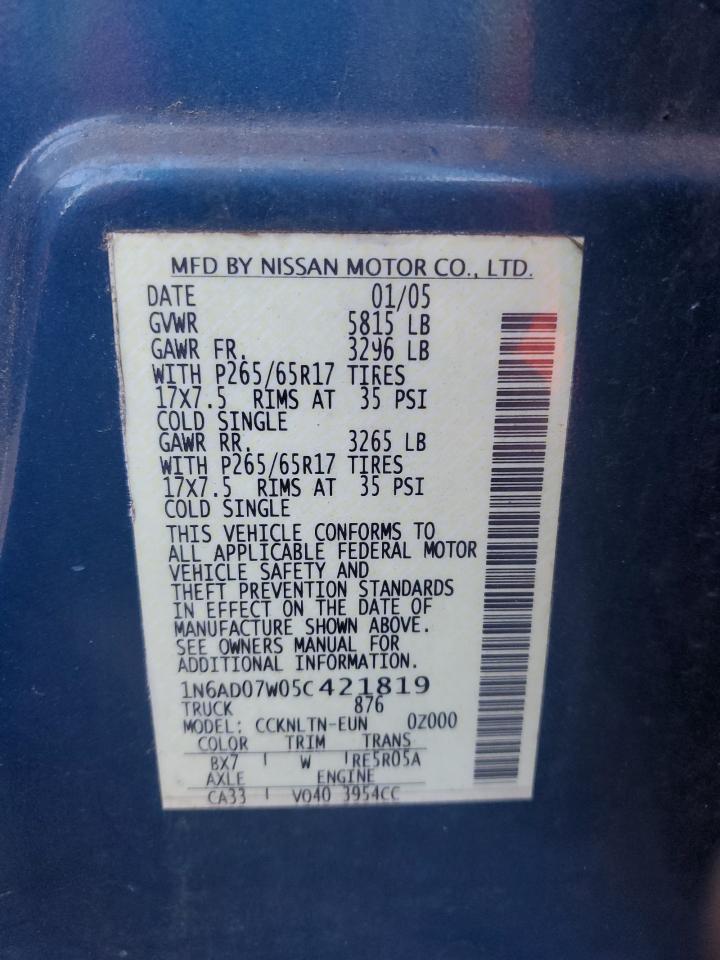 MFD BY NISSAN MOTOR CO., LTD.
DATE 01/05
GVWR 5815 LB
GAWR FR. 3296 LB
WITH P265/65R17 TIRES
17X7.5 RIMS AT 35 PSI
COLD SINGLE
GAWR RR. 3265 LB
WITH P265/65R17 TIRES
17X7.5 RIMS AT 35 PSI
COLD SINGLE
THIS VEHICLE CONFORMS TO
ALL APPLICABLE FEDERAL MOTOR
VEHICLE SAFETY AND
THEFT PREVENTION STANDARDS
IN EFFECT ON THE DATE OF
MANUFACTURE SHOWN ABOVE.
SEE OWNERS MANUAL FOR
ADDITIONAL INFORMATION.
1N6AD07W05C421819
TRUCK 876
MODEL: CCKNLTN-EUN 0Z000
COLOR TRIM TRANS
BX7 W RE5R05A
AXLE ENGINE
CA33 VQ40 3954CC